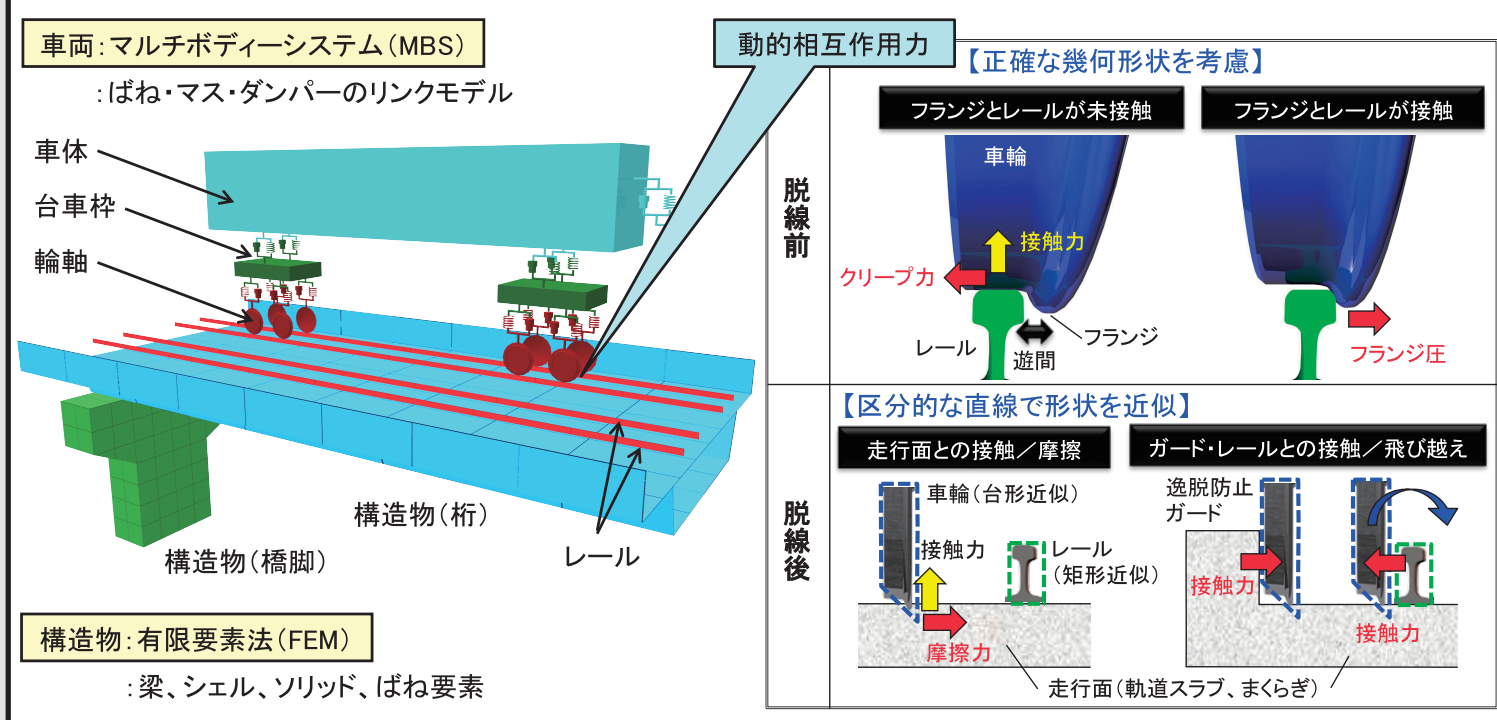 車両：マルチボディーシステム（MBS）
：ばね・マス・ダンパーのリンクモデル
車体
台車枠
輪軸
動的相互作用力
構造物（桁）
構造物（橋脚）
レール
構造物：有限要素法（FEM）
：梁、シェル、ソリッド、ばね要素
脱線前
【正確な幾何形状を考慮】
フランジとレールが未接触
車輪
接触力
クリープ力
レール
遊間
フランジ
フランジとレールが接触
フランジ圧
脱線後
【区分的な直線で形状を近似】
走行面との接触／摩擦
車輪（台形近似）
接触力
レール
（矩形近似）
摩擦力
ガード・レールとの接触／飛び越え
逸脱防止
ガード
接触力
接触力
走行面（軌道スラブ、まくらぎ）